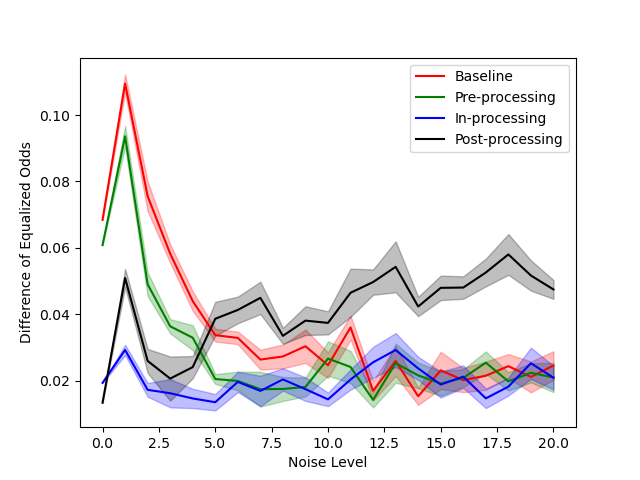 Baseline
Pre-processing
In-processing
Post-processing
Difference of Equalized Odds
0.10
0.08
0.06
0.04
0.02
0.0
2.5
5.0
7.5
10.0
12.5
15.0
17.5
20.0
Noise Level